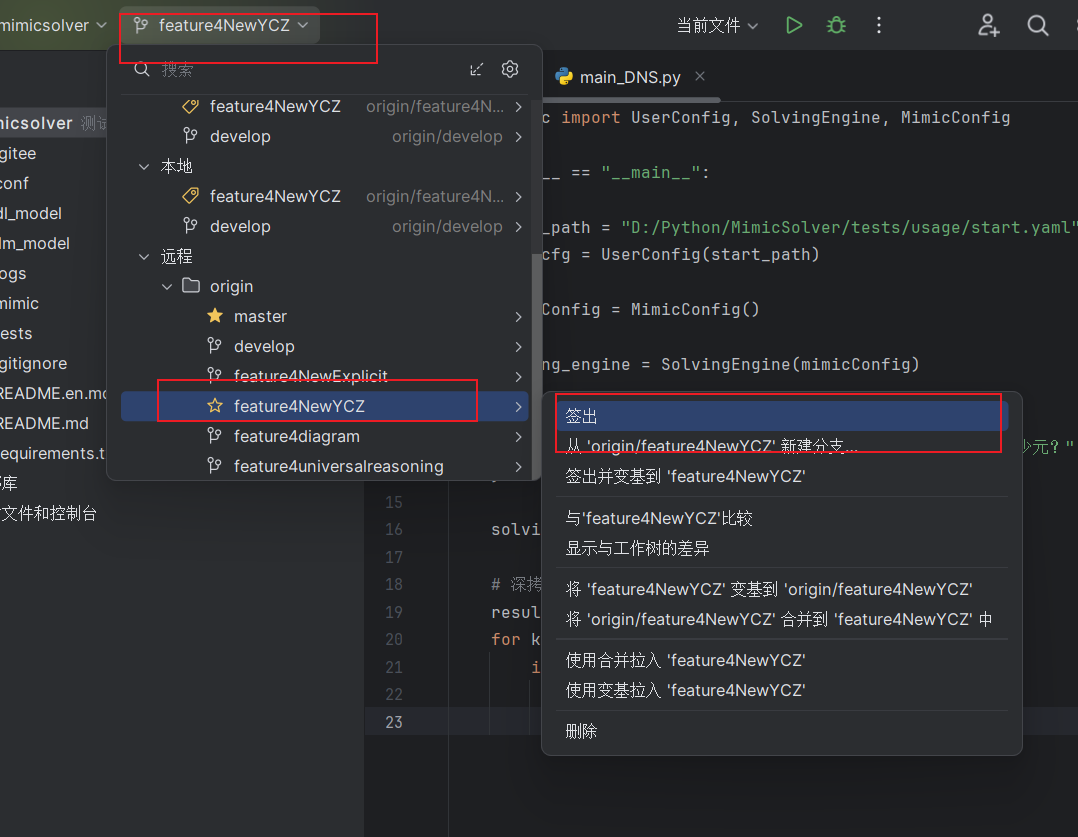 mimicsolver
feature4NewYCZ
当前文件
搜索
main_DNS.py
feature4NewYCZ origin/feature4N...
develop origin/develop
本地
feature4NewYCZ origin/feature4N...
develop origin/develop
远程
origin
master
develop
feature4NewExplicit
feature4NewYCZ
feature4diagram
feature4universalreasoning
micsolver 测试
gitee
conf
dl_model
lm_model
ogs
mimic
ests
gitignore
README.en.md
README.md
equirements.t
库
文件和控制台
c import UserConfig, SolvingEngine, MimicConfig
__ == "__main__":
_path = "D:/Python/MimicSolver/tests/usage/start.yaml"
cfg = UserConfig(start_path)
Config = MimicConfig()
ng_engine = SolvingEngine(mimicConfig)
少元？"
签出
从 'origin/feature4NewYCZ' 新建分支...
签出并变基到 'feature4NewYCZ'
与'feature4NewYCZ'比较
显示与工作树的差异
将 'feature4NewYCZ' 变基到 'origin/feature4NewYCZ'
将 'origin/feature4NewYCZ' 合并到 'feature4NewYCZ' 中
使用合并拉入 'feature4NewYCZ'
使用变基拉入 'feature4NewYCZ'
删除
15
16 solvi
17
18 # 深拷
19 resul
20 for k
21 i
22
23